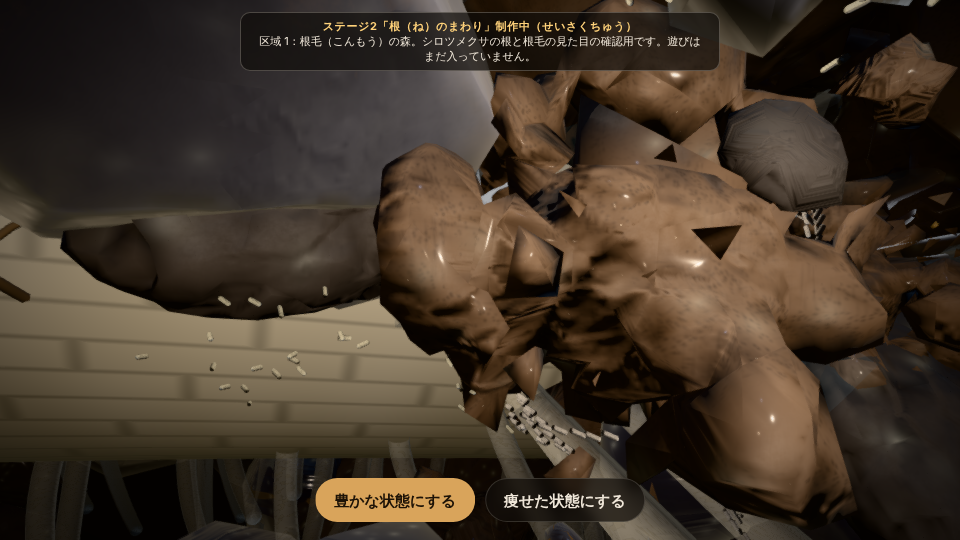 ステージ2「根（ね）のまわり」制作中（せいさくちゅう）
区域1：根毛（こんもう）の森。シロツメクサの根と根毛の見た目の確認用です。遊びは
まだ入っていません。
豊かな状態にする
痩せた状態にする